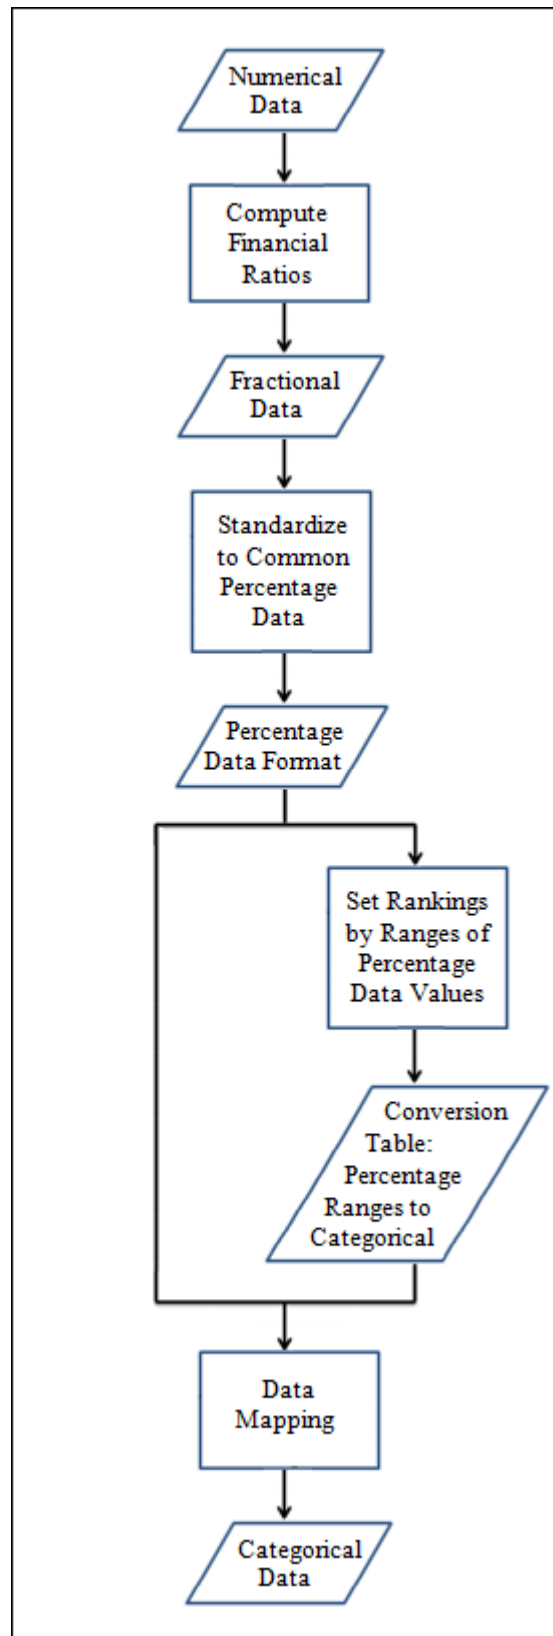 Numerical
Data
Compute
Financial
Ratios
Fractional
Data
Standardize
to Common
Percentage
Data
Percentage
Data Format
Set Rankings
by Ranges of
Percentage
Data Values
Conversion
Table:
Percentage
Ranges to
Categorical
Data
Mapping
Categorical
Data